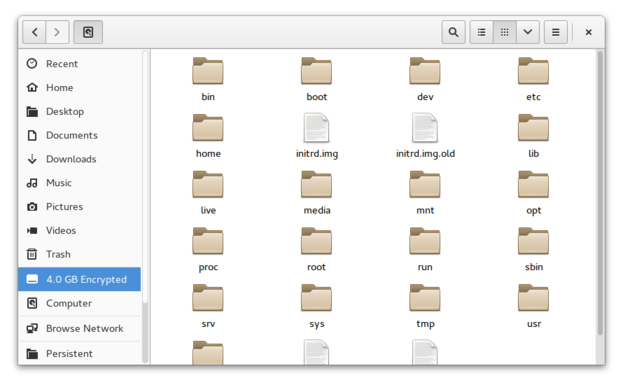 Recent
Home
Desktop
Documents
Downloads
Music
Pictures
Videos
Trash
4.0 GB Encrypted
Computer
Browse Network
Persistent
bin boot dev etc
home initrd.img initrd.img.old lib
live media mnt opt
proc root run sbin
srv sys tmp usr